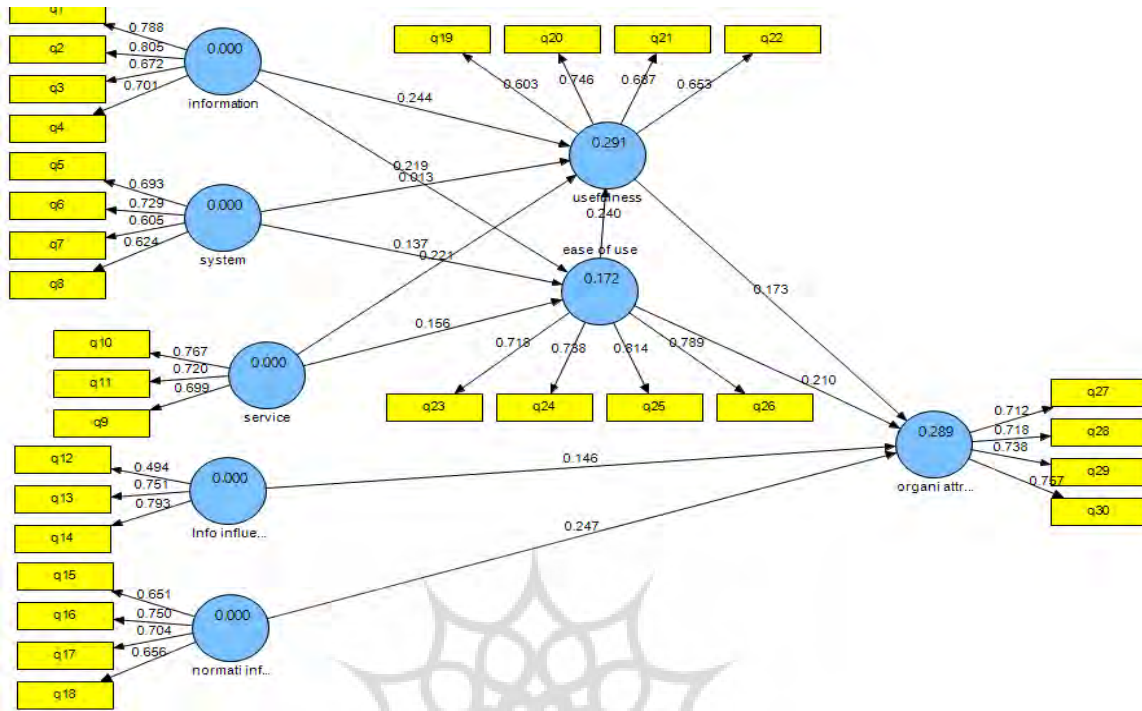 q1
q2
q3
q4
0.788
0.805
0.672
0.701
0.000
information
q5
q6
q7
q8
0.693
0.729
0.605
0.624
0.000
system
q10
q11
q9
0.767
0.720
0.699
0.000
service
q12
q13
q14
0.494
0.751
0.793
0.000
Info influe...
q15
q16
q17
q18
0.651
0.750
0.704
0.656
0.000
normati inf...
q19
q20
q21
q22
0.603
0.746
0.653
0.291
usefulness
0.244
0.219
0.013
0.240
0.137
0.221
0.156
ease of use
0.172
0.718
0.738
0.814
0.789
q23
q24
q25
q26
0.173
0.210
0.146
0.247
0.289
organi attr...
0.712
0.718
0.738
0.757
q27
q28
q29
q30